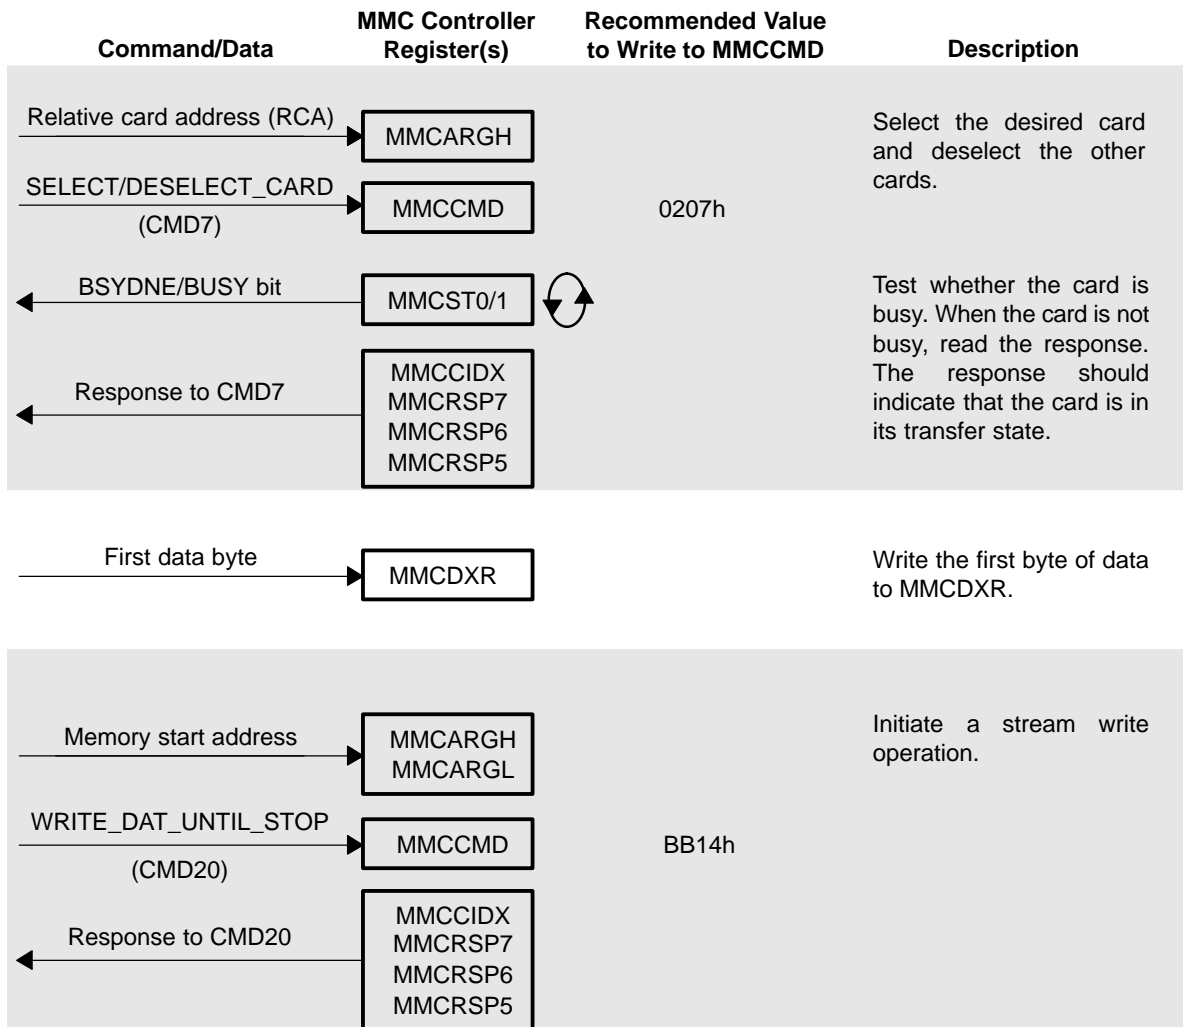 Command/Data
MMC Controller
Register(s)
Recommended Value
to Write to MMCCMD
Description
Relative card address (RCA)
MMCARGH
Select the desired card
and deselect the other
cards.
SELECT/DESELECT_CARD
(CMD7)
MMCCMD
0207h
BSYDNE/BUSY bit
MMCST0/1
Test whether the card is
busy. When the card is not
busy, read the response.
The response should
indicate that the card is in
its transfer state.
Response to CMD7
MMCCIDX
MMCRSP7
MMCRSP6
MMCRSP5
First data byte
MMCDXR
Write the first byte of data
to MMCDXR.
Memory start address
MMCARGH
MMCARGL
Initiate a stream write
operation.
WRITE_DAT_UNTIL_STOP
(CMD20)
MMCCMD
BB14h
Response to CMD20
MMCCIDX
MMCRSP7
MMCRSP6
MMCRSP5